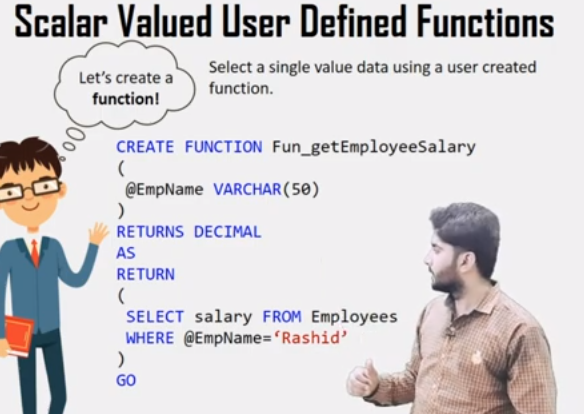 Scalar Valued User Defined Functions
Let's create a
function!
Select a single value data using a user created
function.
CREATE FUNCTION Fun_getEmployeeSalary
(
@EmpName VARCHAR(50)
)
RETURNS DECIMAL
AS
RETURN
(
SELECT salary FROM Employees
WHERE @EmpName=‘Rashid’
)
GO